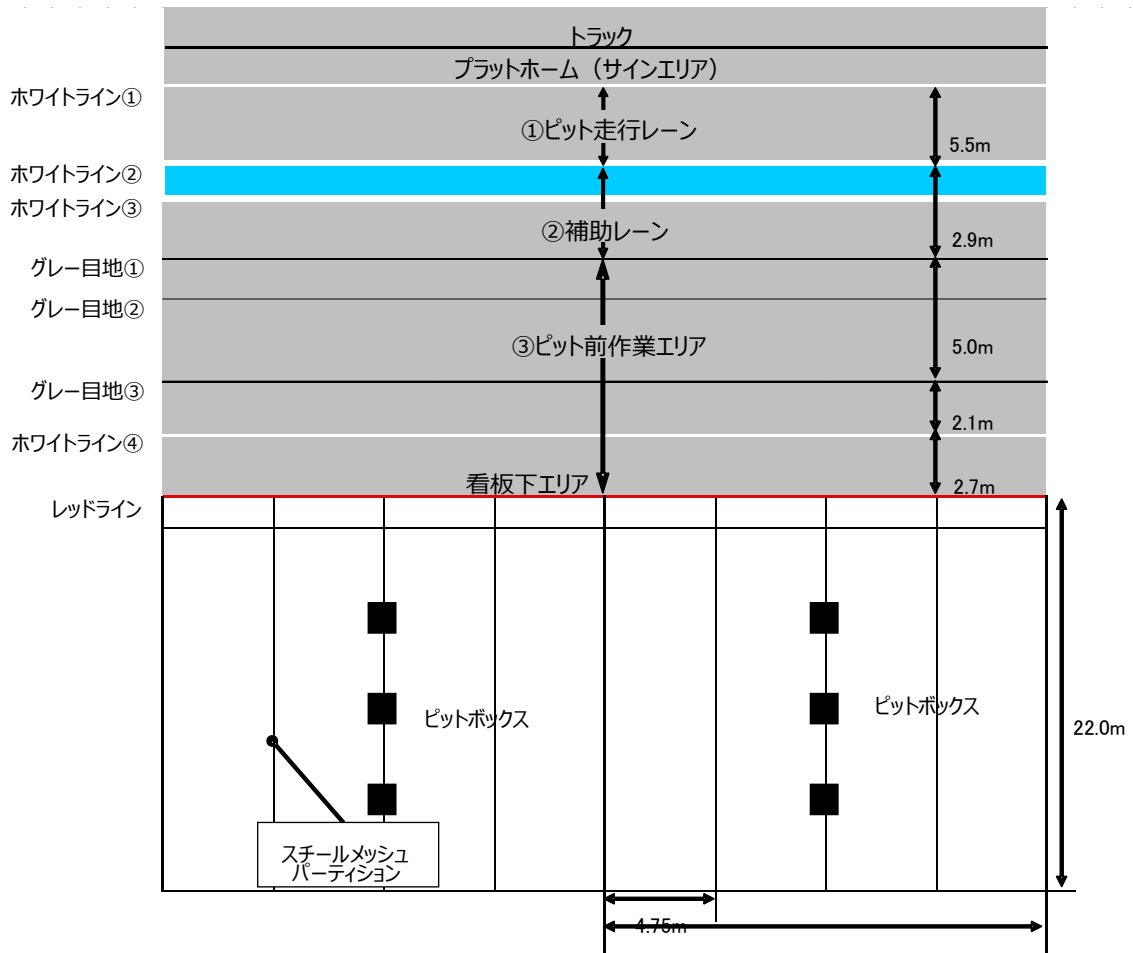 トラック
プラットホーム（サインエリア）
ホワイトライン①
①ピット走行レーン
5.5m
ホワイトライン②
ホワイトライン③
②補助レーン
2.9m
グレー目地①
グレー目地②
③ピット前作業エリア
5.0m
グレー目地③
2.1m
ホワイトライン④
看板下エリア
2.7m
レッドライン
ピットボックス
ピットボックス
22.0m
スチールメッシュ
パーティション
4.75m